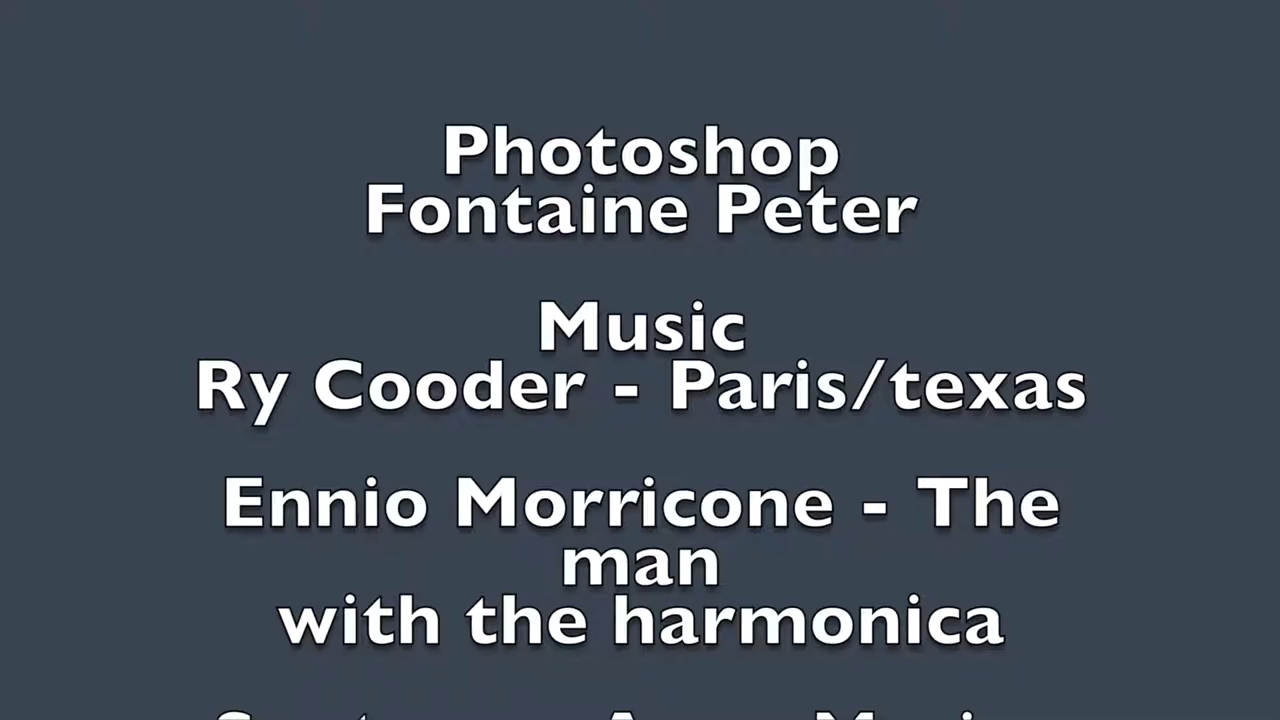 Photoshop
Fontaine Peter
Music
Ry Cooder - Paris/texas
Ennio Morricone - The
man
with the harmonica